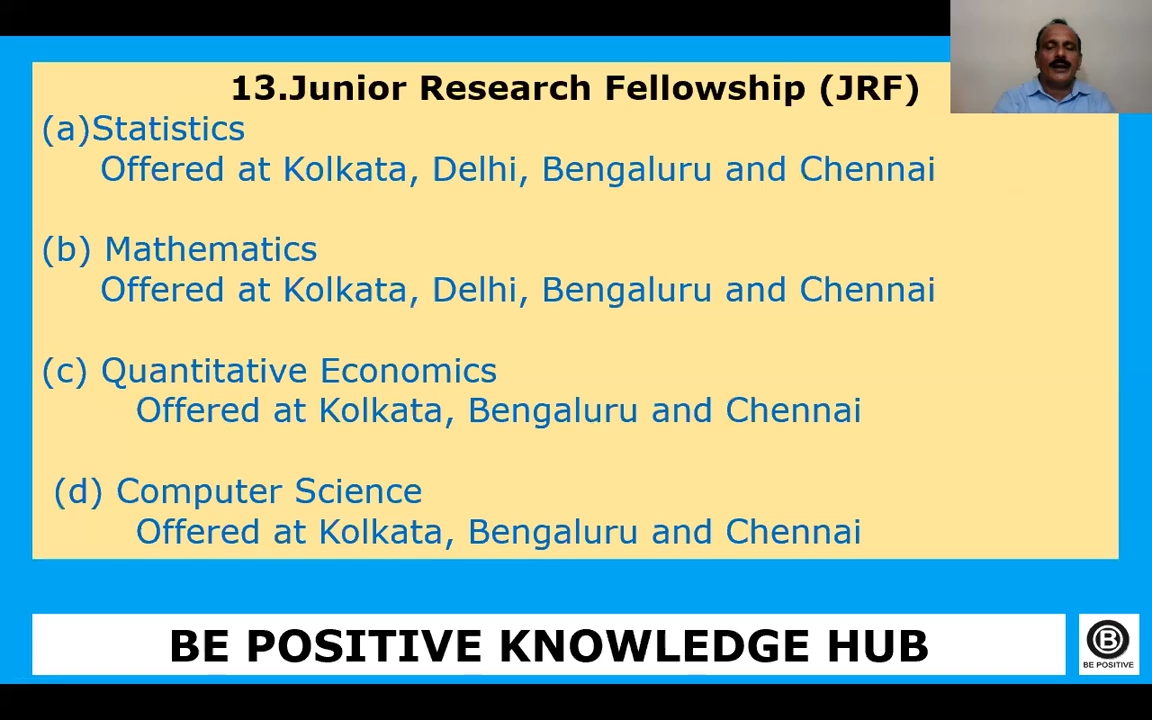 13.Junior Research Fellowship (JRF)
(a)Statistics
Offered at Kolkata, Delhi, Bengaluru and Chennai
(b) Mathematics
Offered at Kolkata, Delhi, Bengaluru and Chennai
(c) Quantitative Economics
Offered at Kolkata, Bengaluru and Chennai
(d) Computer Science
Offered at Kolkata, Bengaluru and Chennai
BE POSITIVE KNOWLEDGE HUB
B
BE POSITIVE